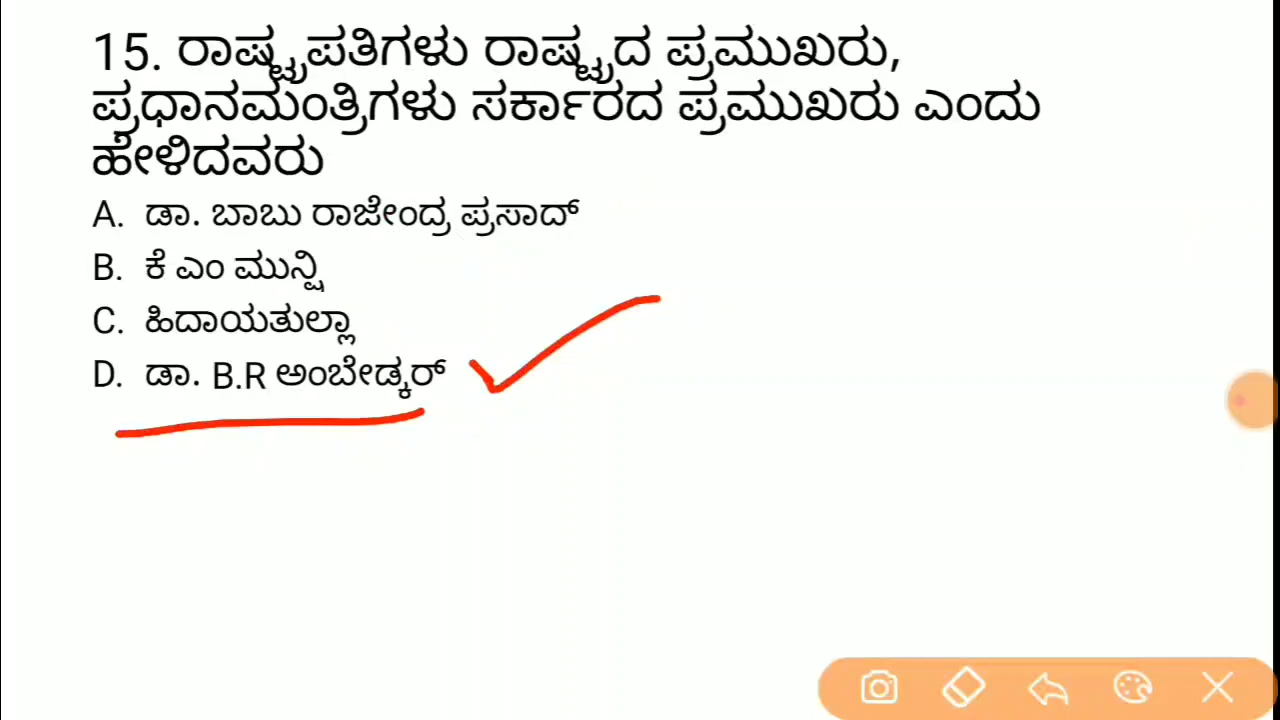 15. ರಾಷ್ಟ್ರಪತಿಗಳು ರಾಷ್ಟ್ರದ ಪ್ರಮುಖರು,
ಪ್ರಧಾನಮಂತ್ರಿಗಳು ಸರ್ಕಾರದ ಪ್ರಮುಖರು ಎಂದು
ಹೇಳಿದವರು
A. ಡಾ. ಬಾಬು ರಾಜೇಂದ್ರ ಪ್ರಸಾದ್
B. ಕೆ ಎಂ ಮುನ್ಷಿ
C. ಹಿದಾಯತುಲ್ಲಾ
D. ಡಾ. B.R ಅಂಬೇಡ್ಕರ್